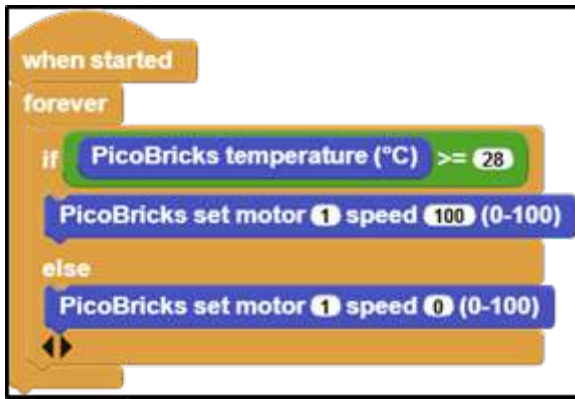 when started
forever
if PicoBricks temperature (°C) >= 28
PicoBricks set motor 1 speed 100 (0-100)
else
PicoBricks set motor 1 speed 0 (0-100)